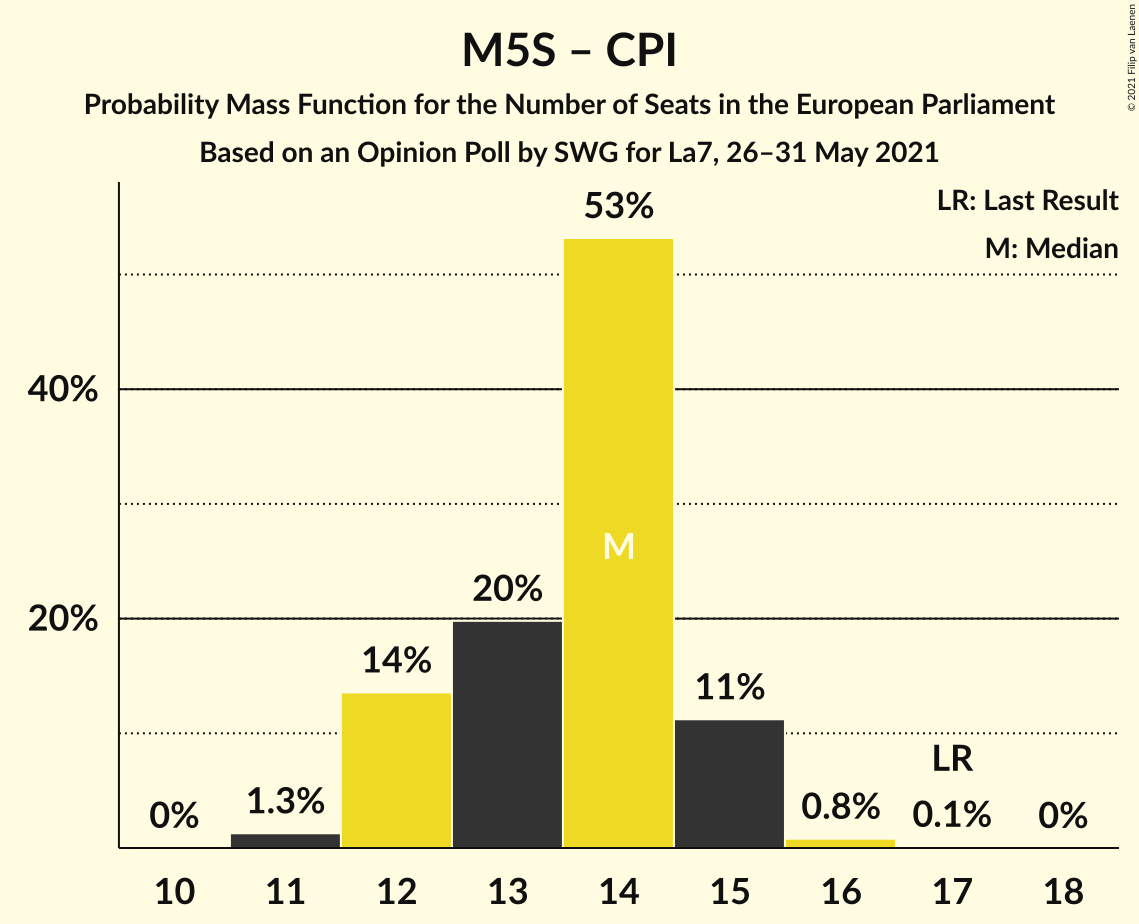 M5S – CPI
Probability Mass Function for the Number of Seats in the European Parliament
Based on an Opinion Poll by SWG for La7, 26–31 May 2021
© 2021 Filip van Laenen
LR: Last Result
M: Median
53%
40%
M
20%
20%
14%
11%
LR
0%
1.3%
0.8%
0.1%
0%
10 11 12 13 14 15 16 17 18